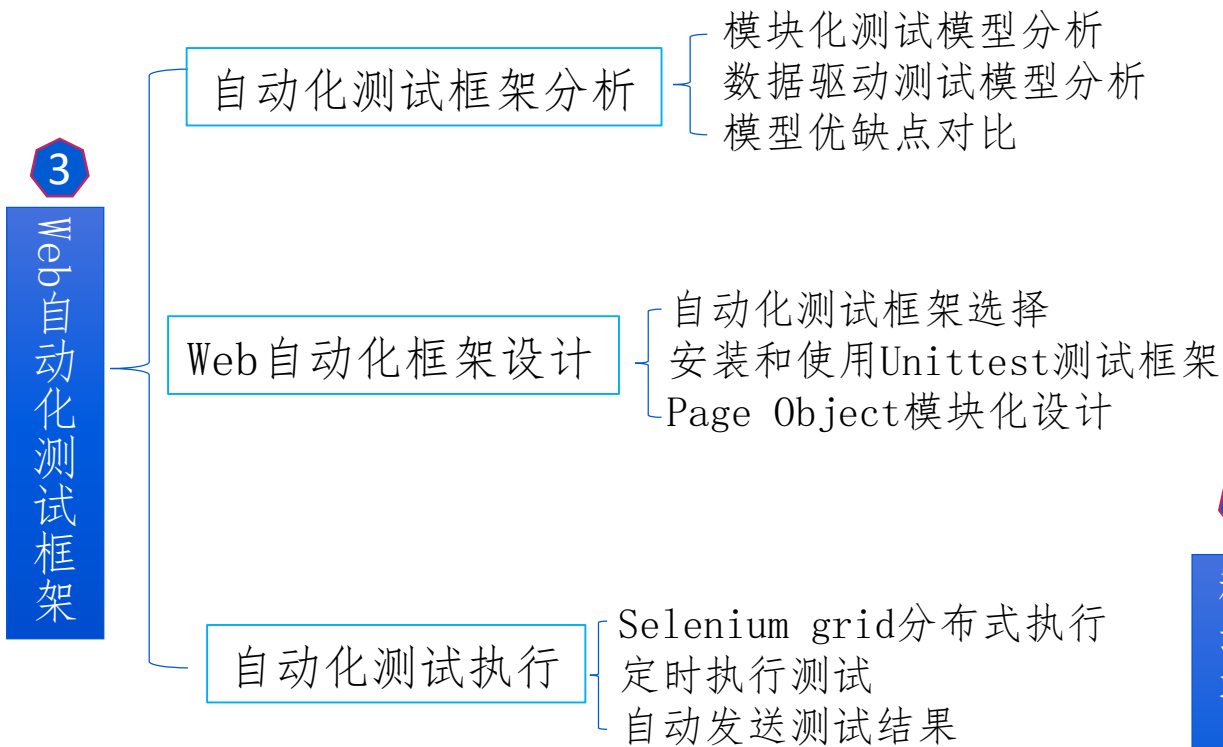 3
Web自动化测试框架
自动化测试框架分析
模块化测试模型分析
数据驱动测试模型分析
模型优缺点对比
Web自动化框架设计
自动化测试框架选择
安装和使用Unittest测试框架
Page Object模块化设计
自动化测试执行
Selenium grid分布式执行
定时执行测试
自动发送测试结果